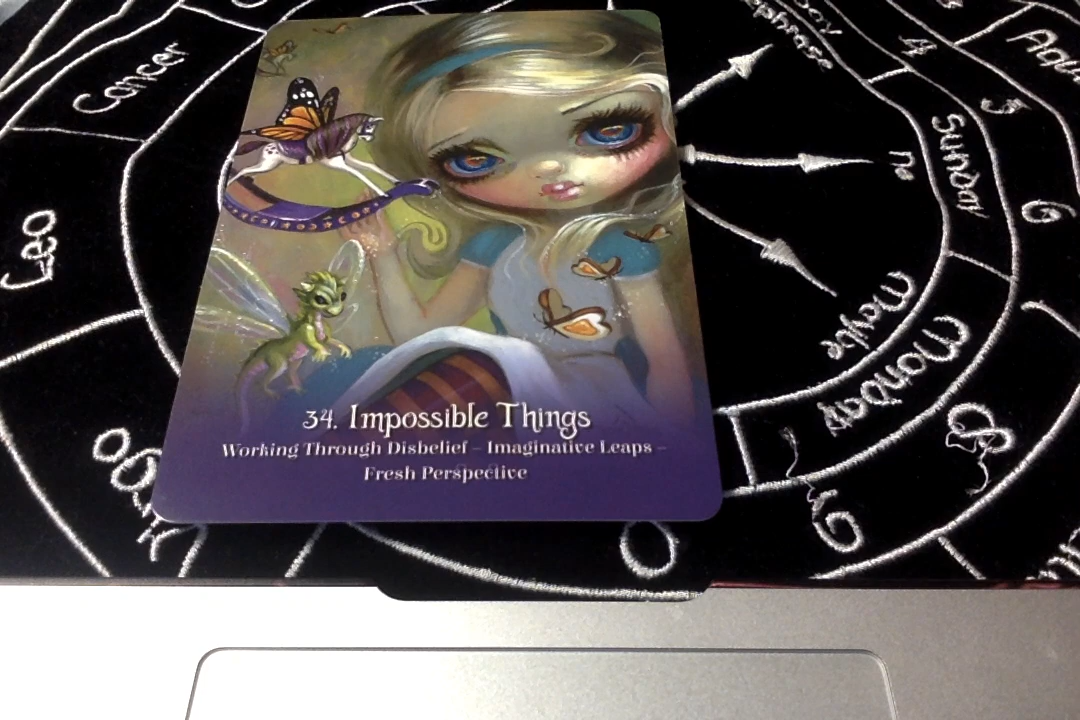 Cancer
Leo
34. Impossible Things
Working Through Disbelief – Imaginative Leaps –
Fresh Perspective
no
Maybe
Sunday
Monday
4
5
6